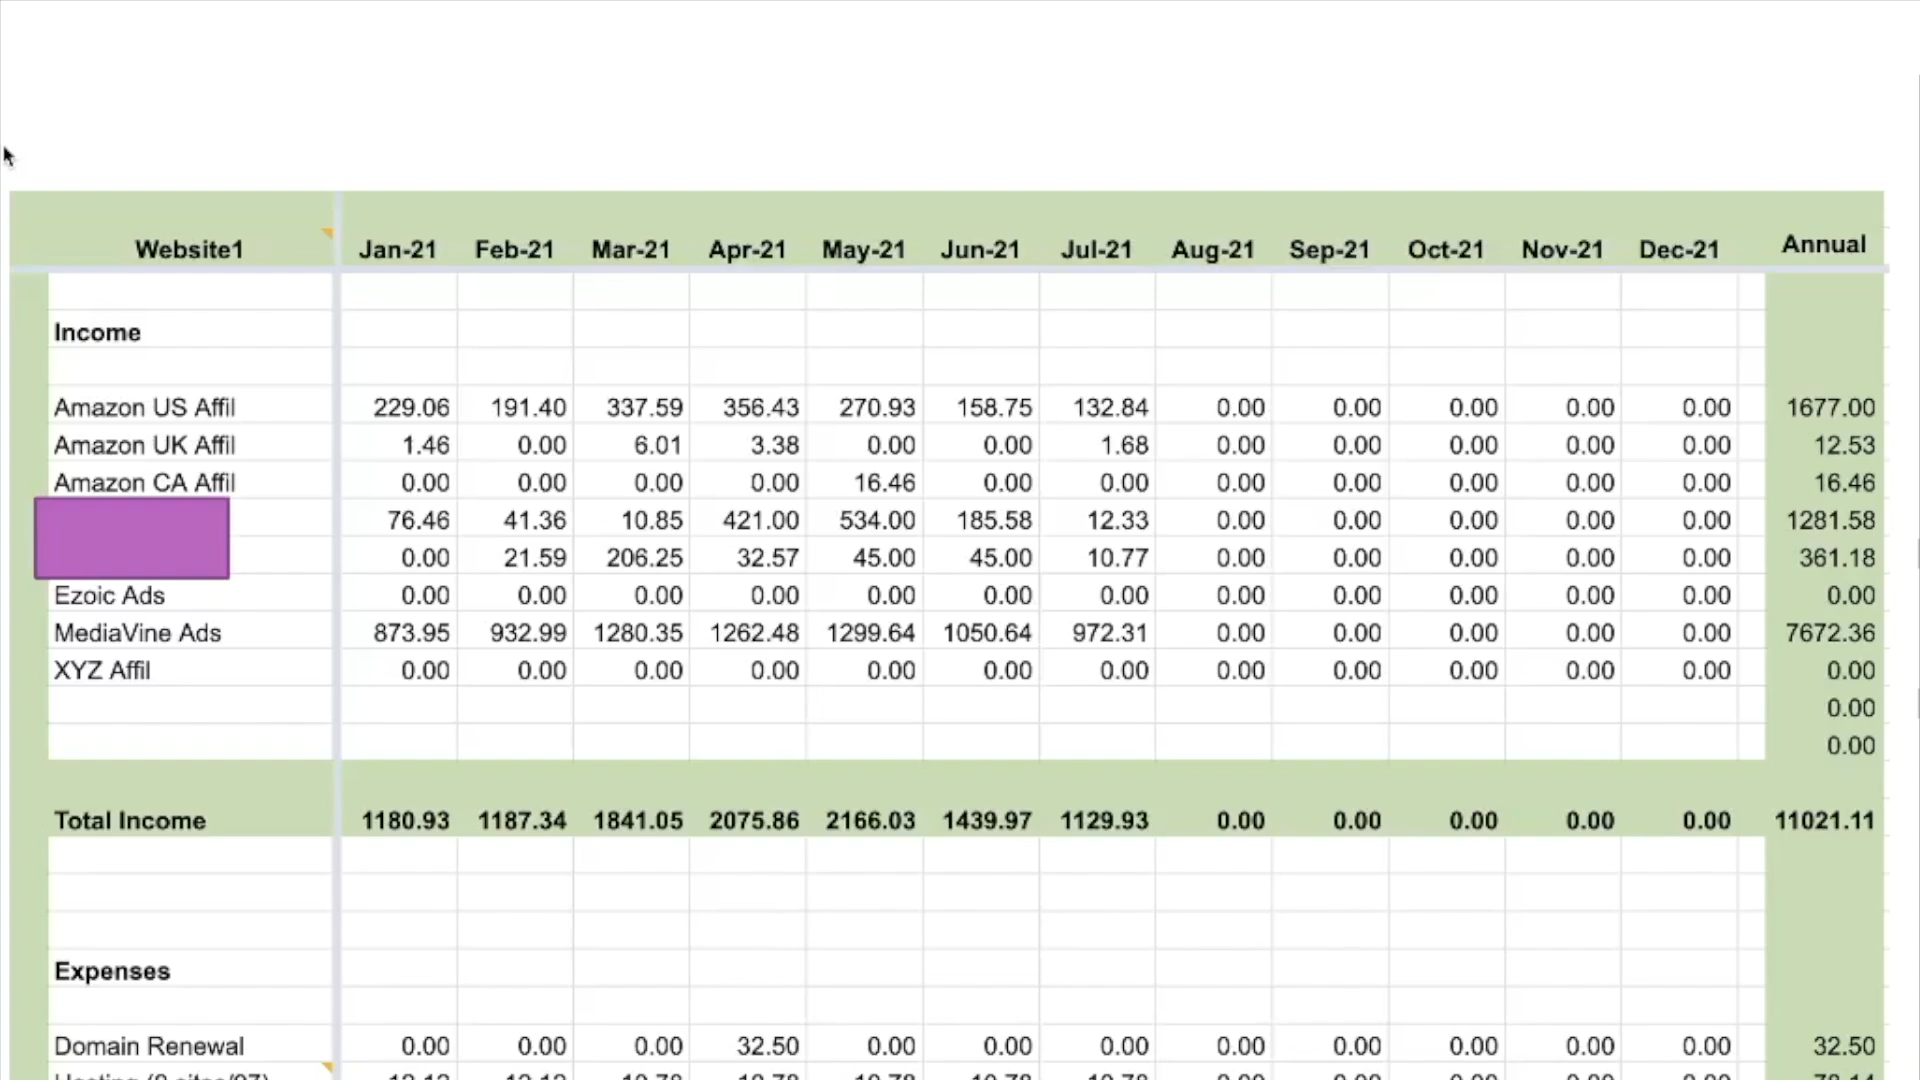 Website1 Jan-21 Feb-21 Mar-21 Apr-21 May-21 Jun-21 Jul-21 Aug-21 Sep-21 Oct-21 Nov-21 Dec-21 Annual
Income
Amazon US Affil 229.06 191.40 337.59 356.43 270.93 158.75 132.84 0.00 0.00 0.00 0.00 0.00 1677.00
Amazon UK Affil 1.46 0.00 6.01 3.38 0.00 0.00 1.68 0.00 0.00 0.00 0.00 0.00 12.53
Amazon CA Affil 0.00 0.00 0.00 0.00 16.46 0.00 0.00 0.00 0.00 0.00 0.00 0.00 16.46
76.46 41.36 10.85 421.00 534.00 185.58 12.33 0.00 0.00 0.00 0.00 0.00 1281.58
0.00 21.59 206.25 32.57 45.00 45.00 10.77 0.00 0.00 0.00 0.00 0.00 361.18
Ezoic Ads 0.00 0.00 0.00 0.00 0.00 0.00 0.00 0.00 0.00 0.00 0.00 0.00 0.00
MediaVine Ads 873.95 932.99 1280.35 1262.48 1299.64 1050.64 972.31 0.00 0.00 0.00 0.00 0.00 7672.36
XYZ Affil 0.00 0.00 0.00 0.00 0.00 0.00 0.00 0.00 0.00 0.00 0.00 0.00 0.00
0.00
0.00
Total Income 1180.93 1187.34 1841.05 2075.86 2166.03 1439.97 1129.93 0.00 0.00 0.00 0.00 0.00 11021.11
Expenses
Domain Renewal 0.00 0.00 0.00 32.50 0.00 0.00 0.00 0.00 0.00 0.00 0.00 0.00 32.50